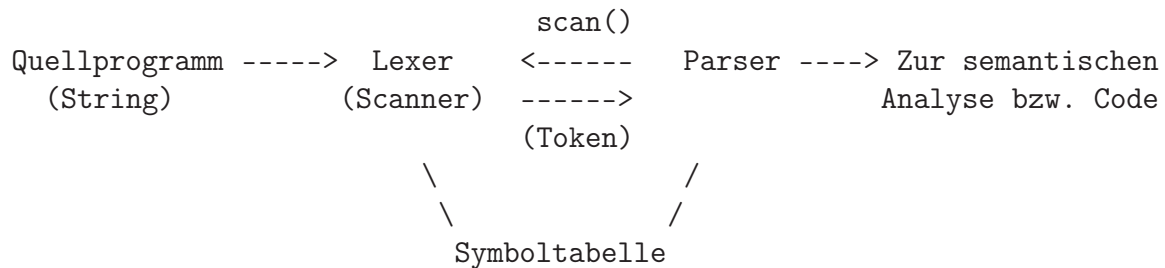 scan()
Quellprogramm -----> Lexer <------ Parser ----> Zur semantischen
(String) (Scanner) ------> Analyse bzw. Code
(Token)
\ /
\ /
Symboltabelle